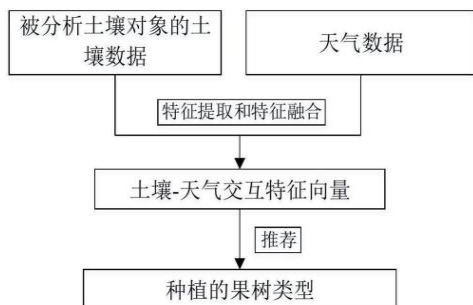 被分析土壤对象的土
壤数据
天气数据
特征提取和特征融合
土壤-天气交互特征向量
推荐
种植的果树类型